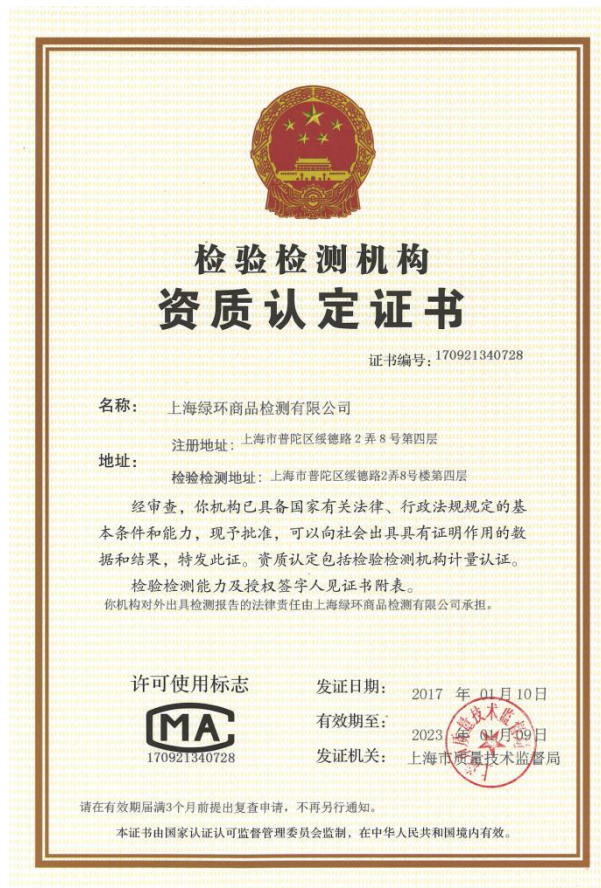 检验检测机构
资质认定证书
证书编号：170921340728
名称： 上海绿环商品检测有限公司
注册地址：上海市普陀区绥德路2弄8号第四层
地址：
检验检测地址：上海市普陀区绥德路2弄8号楼第四层
经审查，你机构已具备国家有关法律、行政法规规定的基
本条件和能力，现予批准，可以向社会出具具有证明作用的数
据和结果，特发此证。资质认定包括检验检测机构计量认证。
检验检测能力及授权签字人见证书附表。
你机构对外出具检测报告的法律责任由上海绿环商品检测有限公司承担。
许可使用标志
MA
170921340728
发证日期： 2017 年 01月10日
有效期至： 2023 年 01月09日
发证机关： 上海市质量技术监督局
请在有效期届满3个月前提出复查申请，不再另行通知。
本证书由国家认证认可监督管理委员会监制，在中华人民共和国境内有效。